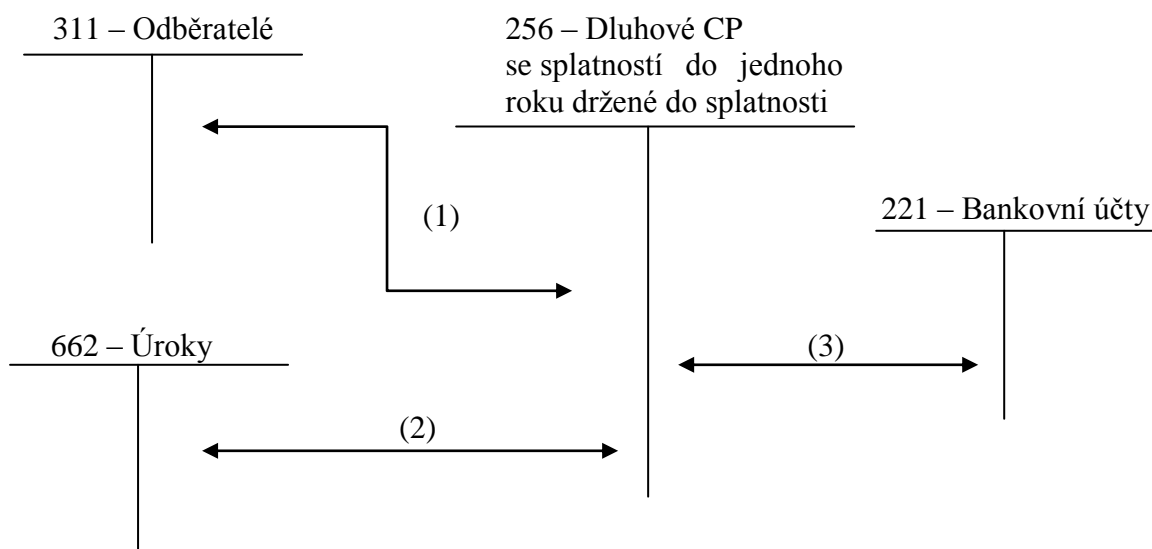 311 – Odběratelé
256 – Dluhové CP
se splatností do jednoho
roku držené do splatnosti
221 – Bankovní účty
(1)
662 – Úroky
(3)
(2)